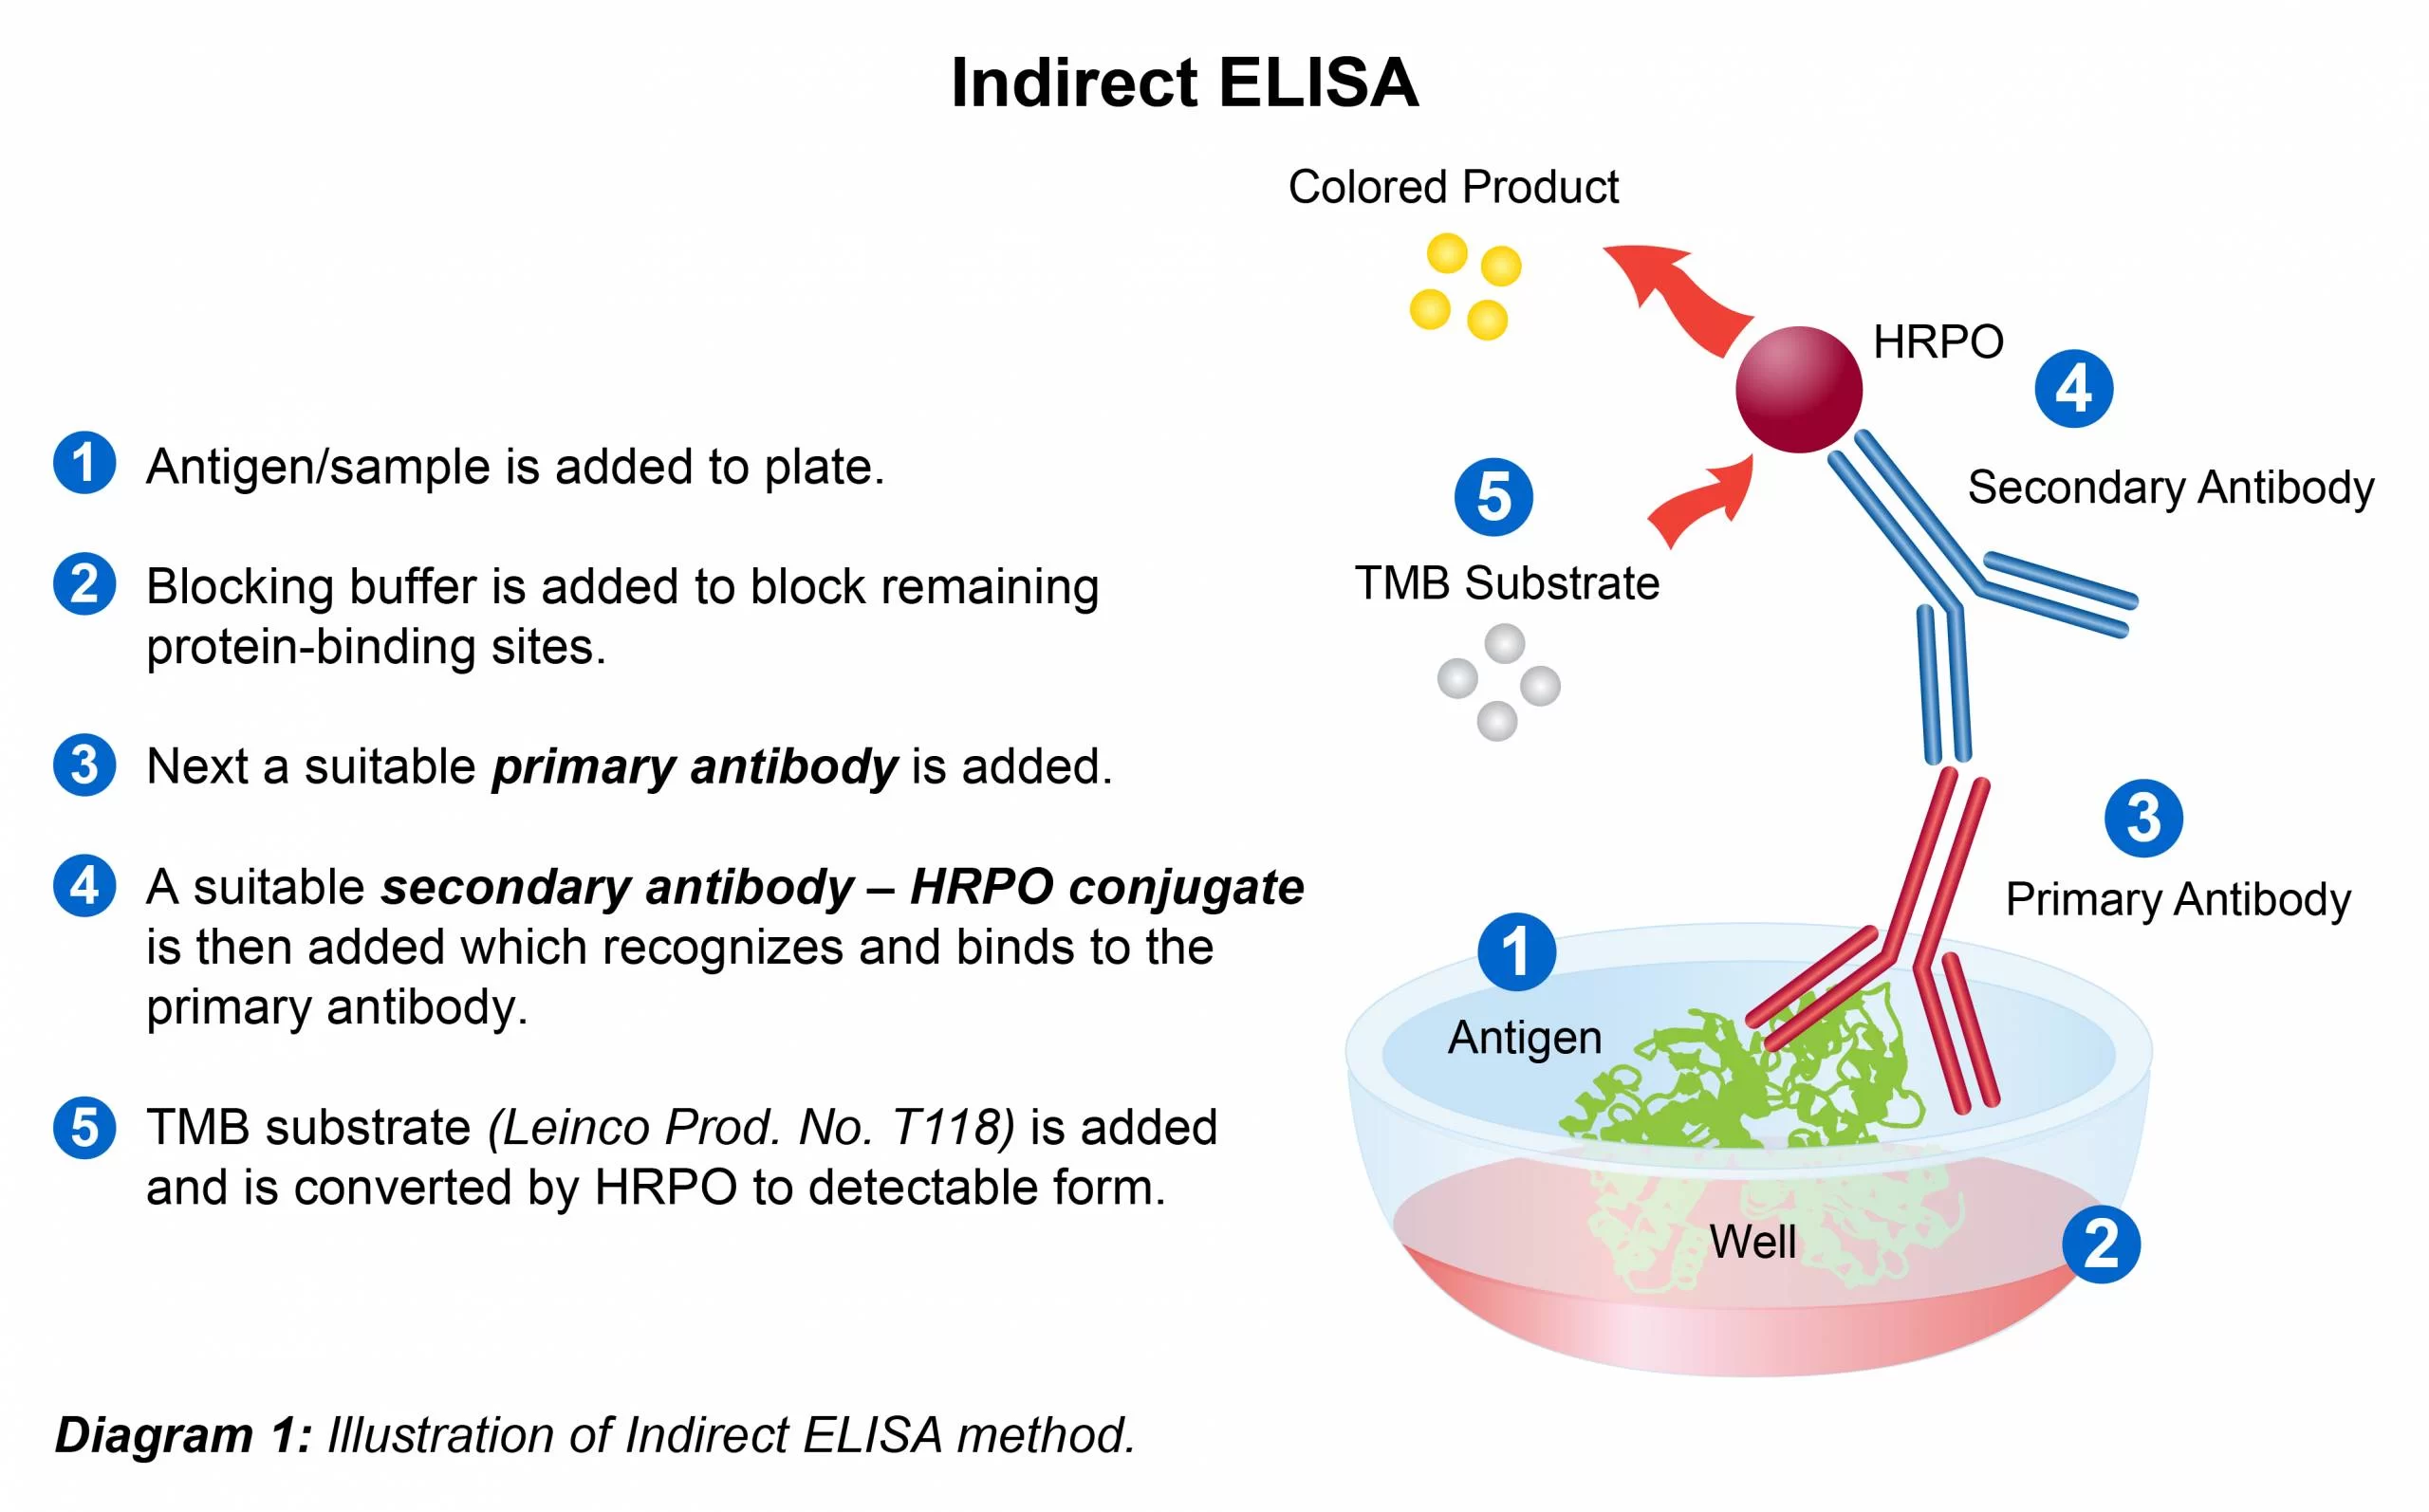 Indirect ELISA
1 Antigen/sample is added to plate.
2 Blocking buffer is added to block remaining
protein-binding sites.
3 Next a suitable primary antibody is added.
4 A suitable secondary antibody – HRPO conjugate
is then added which recognizes and binds to the
primary antibody.
5 TMB substrate (Leinco Prod. No. T118) is added
and is converted by HRPO to detectable form.
Colored Product
HRPO
4
Secondary Antibody
5
TMB Substrate
3
Primary Antibody
1
Antigen
Well
2
Diagram 1: Illustration of Indirect ELISA method.